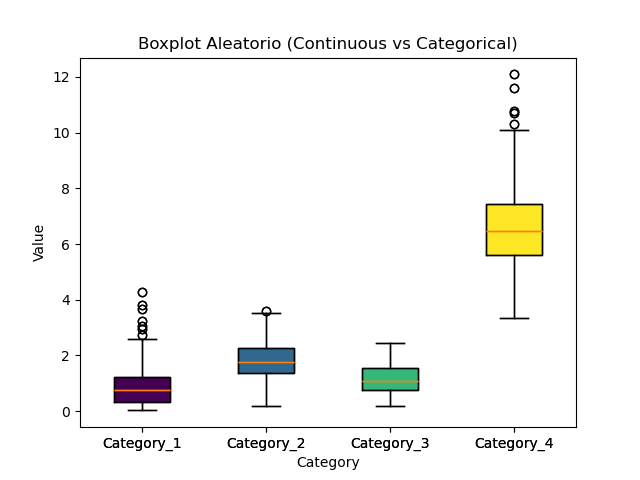 Boxplot Aleatorio (Continuous vs Categorical)
12
10
8
6
4
2
0
Value
Category_1 Category_2 Category_3 Category_4
Category